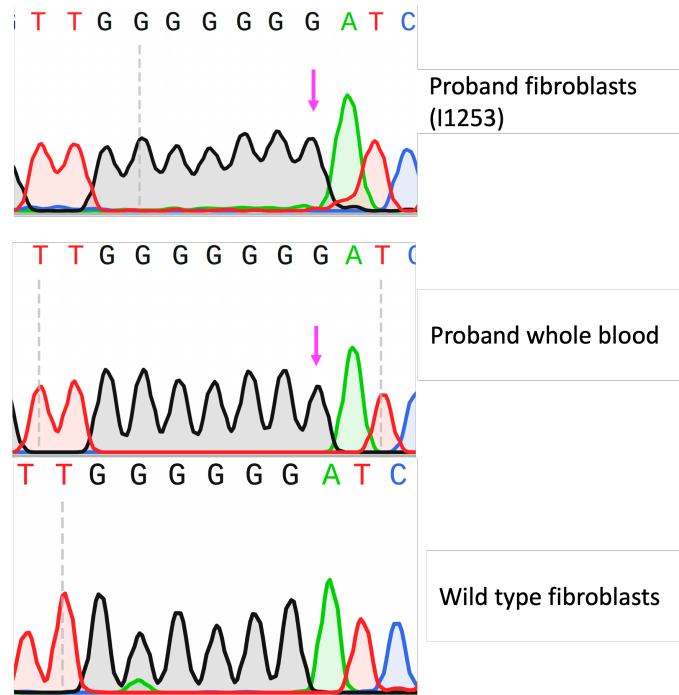 T T G G G G G G G A T C
Proband fibroblasts
(I1253)
T T G G G G G G G A T C
Proband whole blood
T T G G G G G G A T C
Wild type fibroblasts